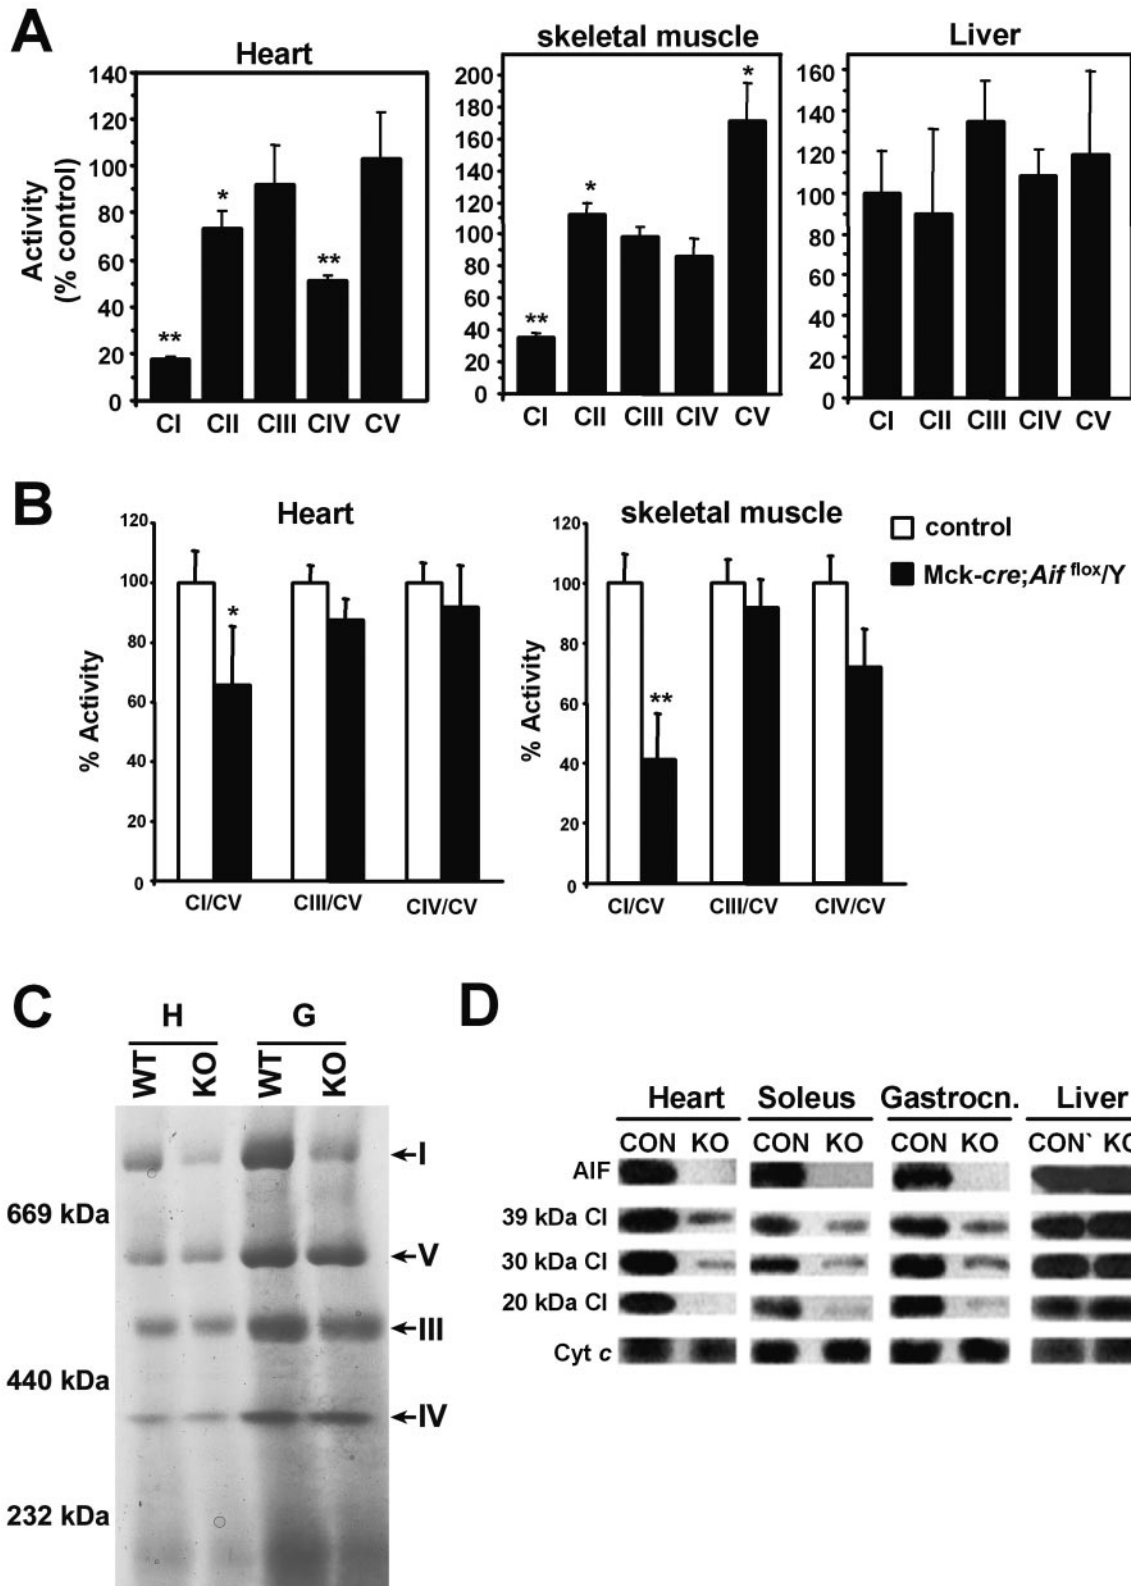 A
Heart
skeletal muscle
Liver
Activity
(% control)
140
120
100
80
60
40
20
0
**
*
**
CI CII CIII CIV CV
200
180
160
140
120
100
80
60
40
20
0
**
*
*
CI CII CIII CIV CV
160
140
120
100
80
60
40
20
0
CI CII CIII CIV CV
B
Heart
skeletal muscle
control
Mck-cre;Aif flox/Y
% Activity
120
100
80
60
40
20
0
*
CI/CV CIII/CV CIV/CV
% Activity
120
100
80
60
40
20
0
**
CI/CV CIII/CV CIV/CV
C
H G
WT KO WT KO
I
669 kDa
V
III
440 kDa
IV
232 kDa
D
Heart Soleus Gastrocn. Liver
CON KO CON KO CON KO CON` KO
AIF
39 kDa CI
30 kDa CI
20 kDa CI
Cyt c